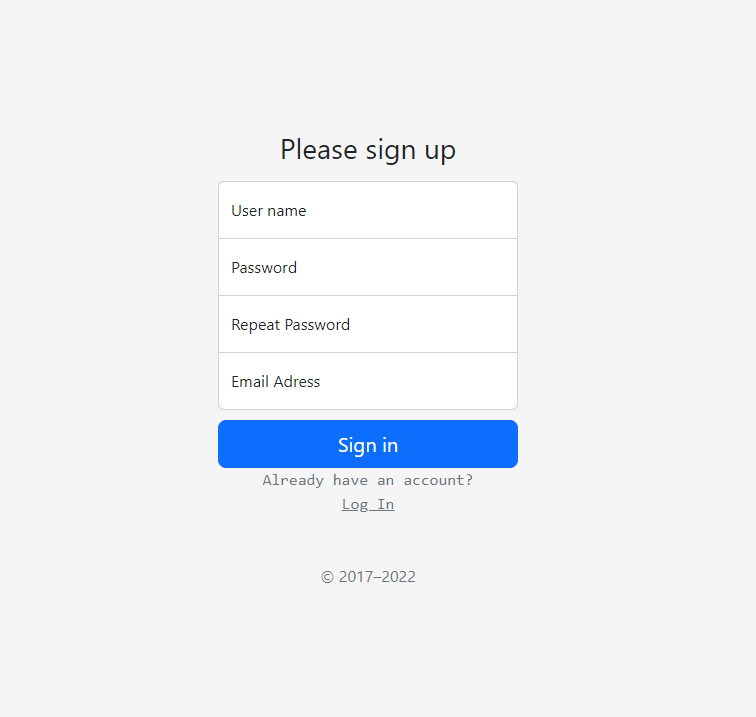 Please sign up
User name
Password
Repeat Password
Email Adress
Sign in
Already have an account?
Log In
© 2017–2022